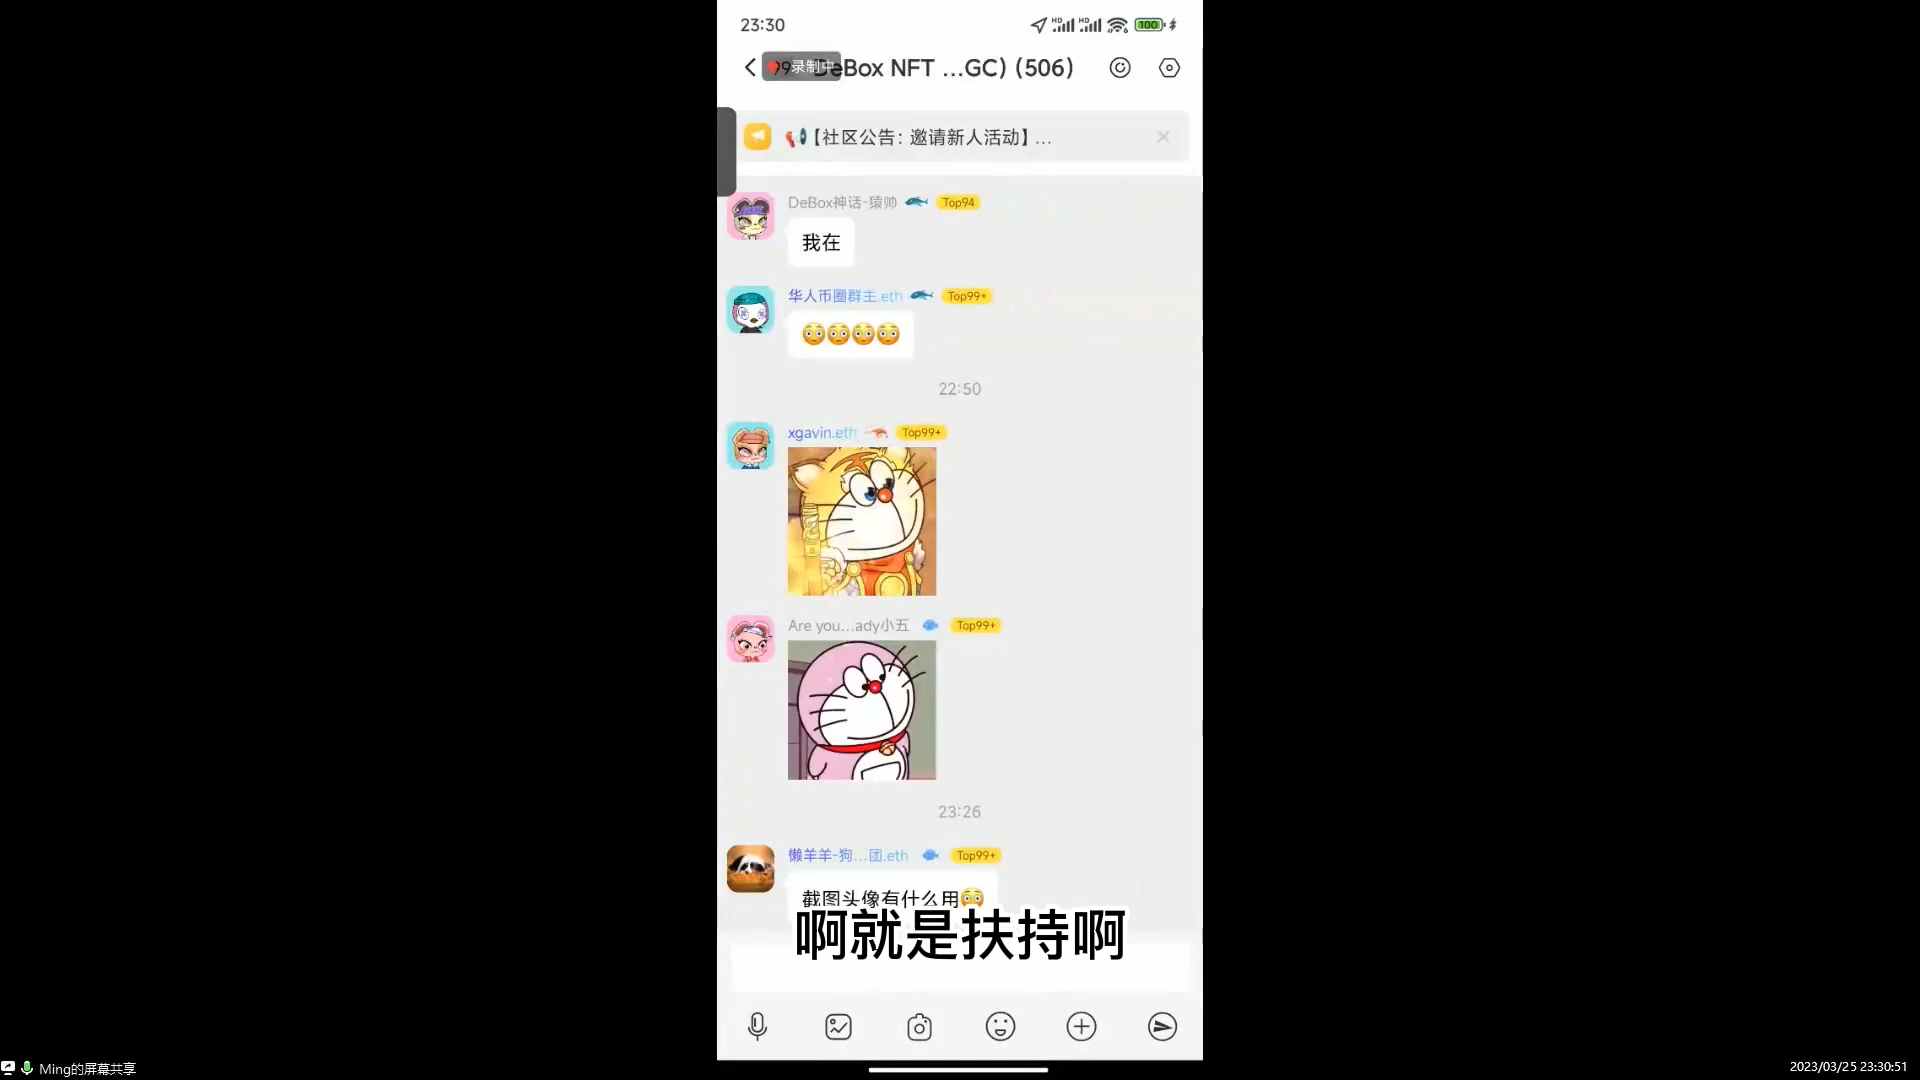 23:30
HD HD 100
录制中 DeBox NFT ...GC) (506)
【社区公告：邀请新人活动】...
DeBox神话-猿帅 Top94
我在
华人币圈群主.eth Top99+
22:50
xgavin.eth Top99+
Are you...ady小五 Top99+
23:26
懒羊羊-狗...团.eth Top99+
截图头像有什么用
啊就是扶持啊
Ming的屏幕共享
2023/03/25 23:30:51